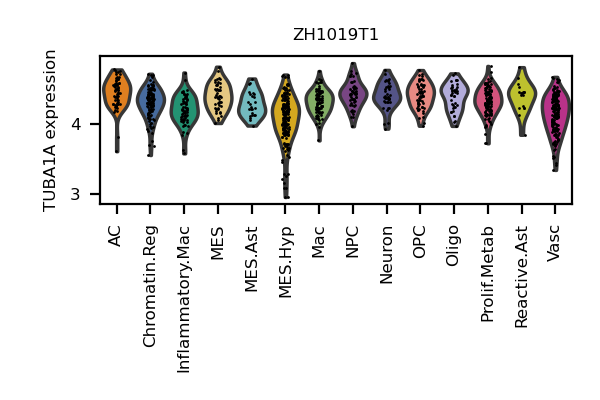 ZH1019T1
TUBA1A expression
4
3
AC
Chromatin.Reg
Inflammatory.Mac
MES
MES.Ast
MES.Hyp
Mac
NPC
Neuron
OPC
Oligo
Prolif.Metab
Reactive.Ast
Vasc